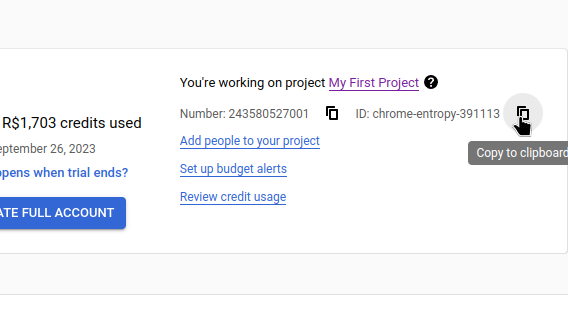 You're working on project My First Project
R$1,703 credits used
Number: 243580527001 ID: chrome-entropy-391113
eptember 26, 2023
Add people to your project
Copy to clipboard
pens when trial ends?
Set up budget alerts
Review credit usage
ATE FULL ACCOUNT